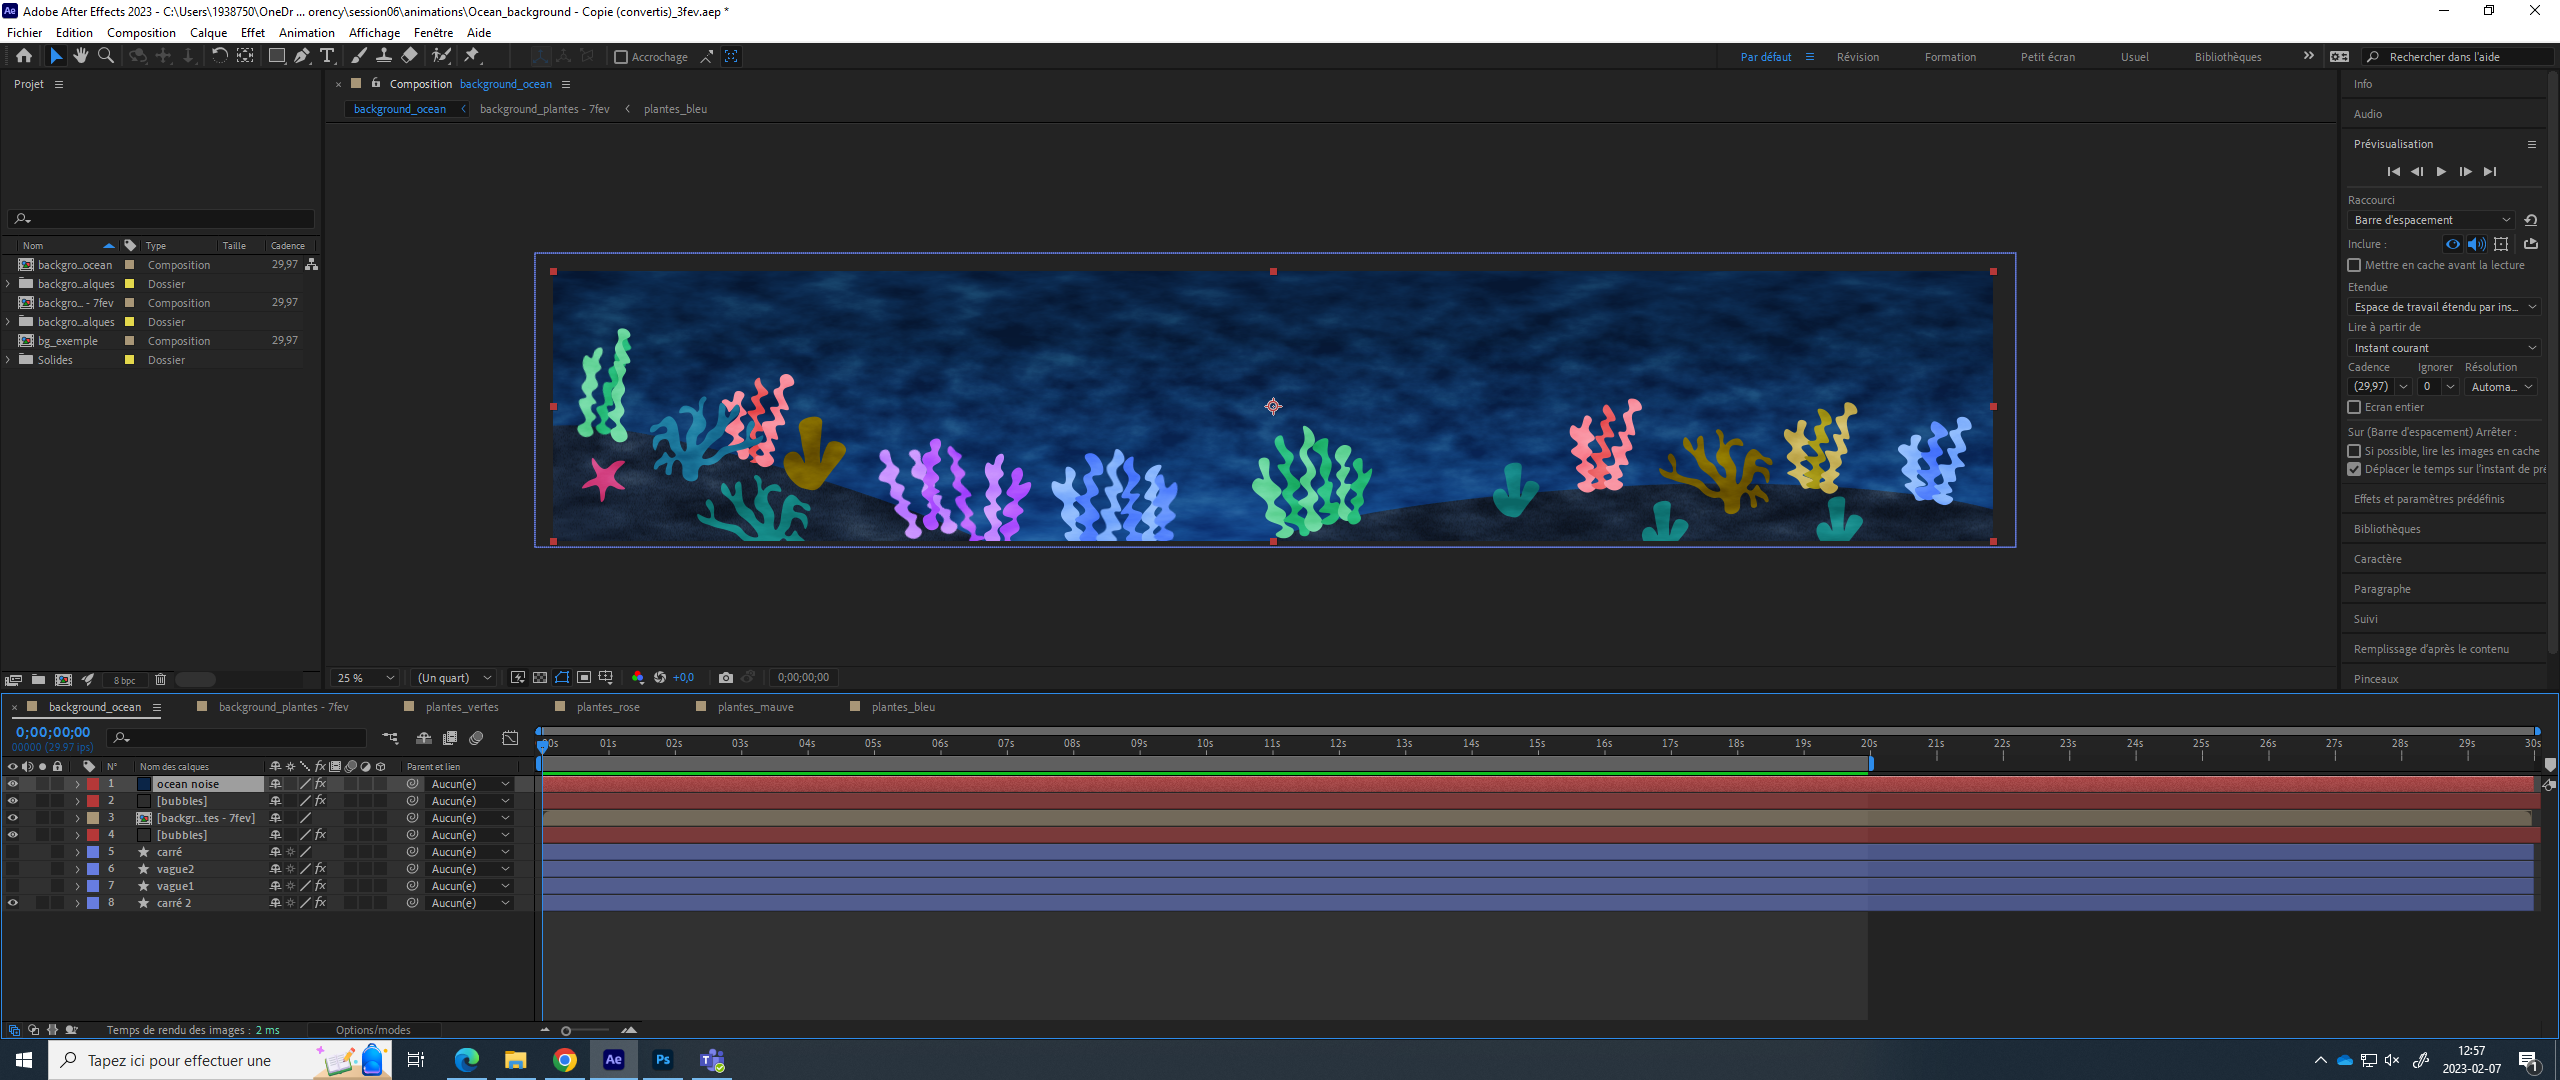 Adobe After Effects 2023 - C:\Users\1938750\OneDr ... orency\session06\animations\Ocean_background - Copie (convertis)_3fev.aep *
Fichier Edition Composition Calque Effet Animation Affichage Fenêtre Aide
Accrochage
Par défaut Révision Formation Petit écran Usuel Bibliothèques Rechercher dans l'aide
Projet
Composition background_ocean
background_ocean background_plantes - 7fev plantes_bleu
Nom Type Taille Cadence
backgro...ocean Composition 29,97
backgro...alques Dossier
backgro... - 7fev Composition 29,97
backgro...alques Dossier
bg_exemple Composition 29,97
Solides Dossier
8 bpc
25 % (Un quart) +0,0 0;00;00;00
Info
Audio
Prévisualisation
Raccourci
Barre d'espacement
Inclure :
Mettre en cache avant la lecture
Etendue
Espace de travail étendu par ins...
Lire à partir de
Instant courant
Cadence Ignorer Résolution
(29,97) 0 Automa...
Ecran entier
Sur (Barre d'espacement) Arrêter :
Si possible, lire les images en cache
Déplacer le temps sur l'instant de pré
Effets et paramètres prédéfinis
Bibliothèques
Caractère
Paragraphe
Suivi
Remplissage d'après le contenu
Pinceaux
background_ocean background_plantes - 7fev plantes_vertes plantes_rose plantes_mauve plantes_bleu
0;00;00;00
00000 (29.97 ips)
00s 01s 02s 03s 04s 05s 06s 07s 08s 09s 10s 11s 12s 13s 14s 15s 16s 17s 18s 19s 20s 21s 22s 23s 24s 25s 26s 27s 28s 29s 30s
N° Nom des calques Parent et lien
1 ocean noise Aucun(e)
2 [bubbles] Aucun(e)
3 [backgr...tes - 7fev] Aucun(e)
4 [bubbles] Aucun(e)
5 carré Aucun(e)
6 vague2 Aucun(e)
7 vague1 Aucun(e)
8 carré 2 Aucun(e)
Temps de rendu des images : 2 ms Options/modes
Tapez ici pour effectuer une
Ae Ps
12:57
2023-02-07
1